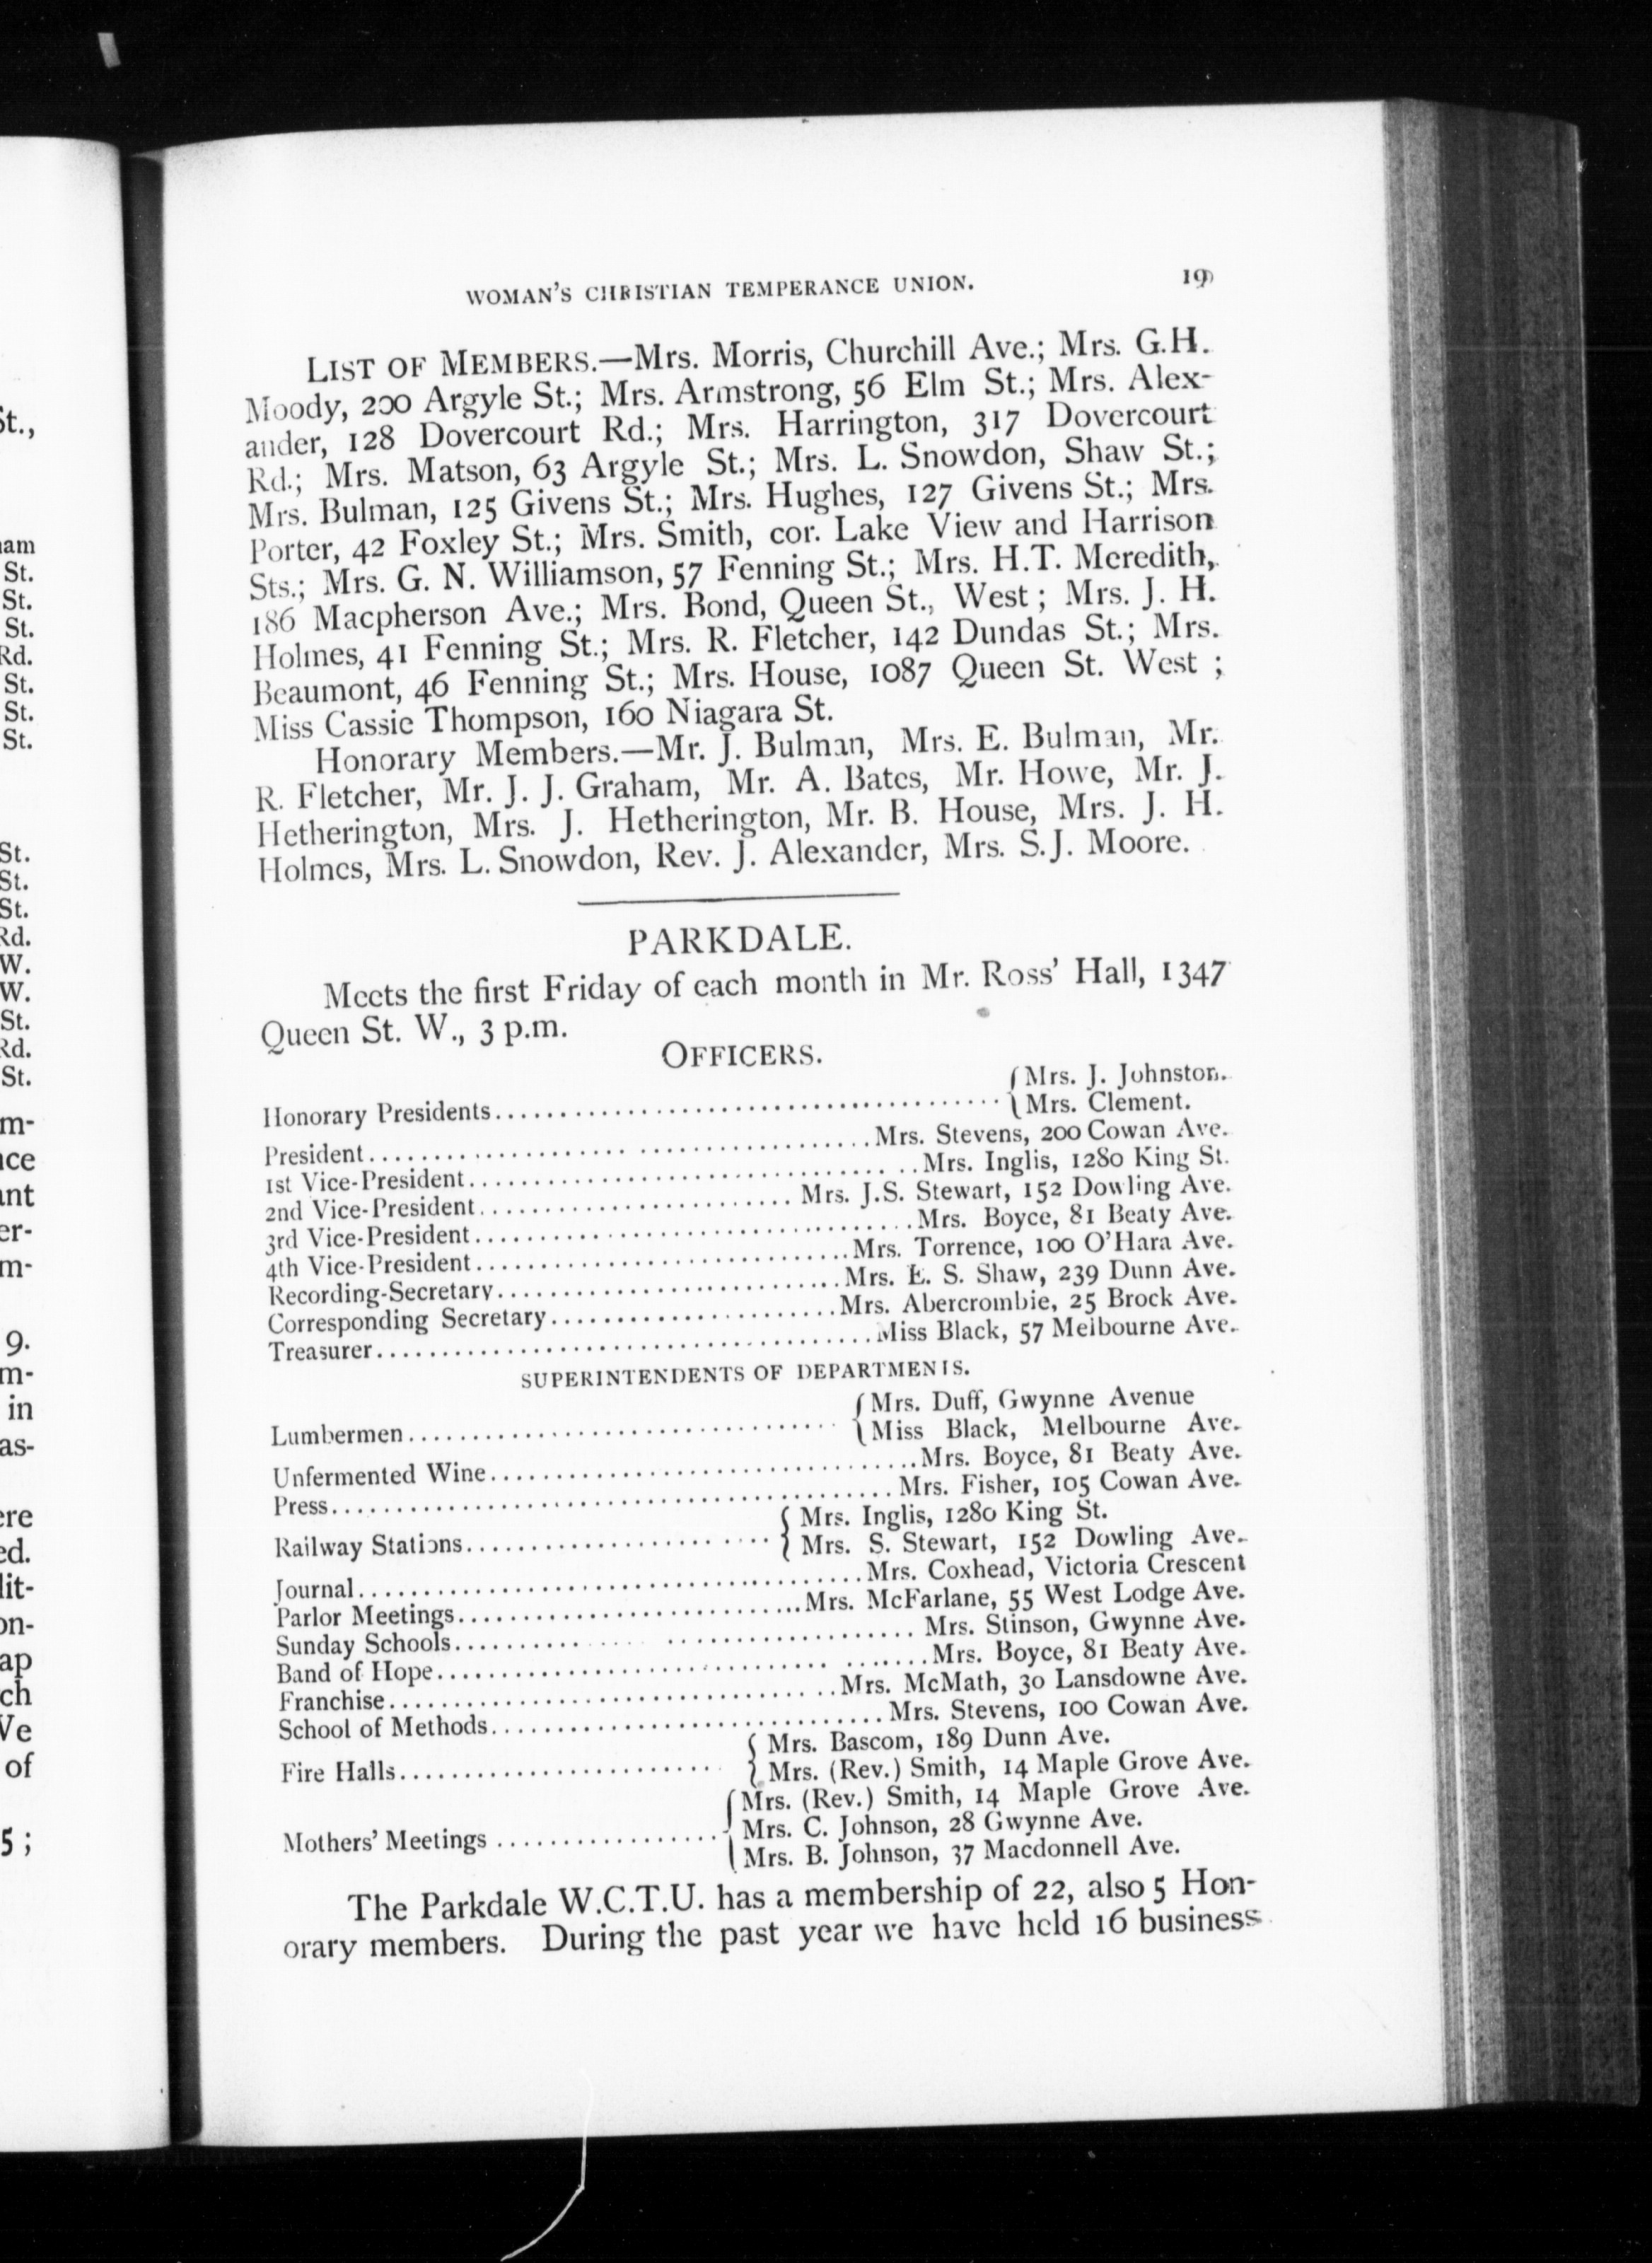 WOMAN'S CHRISTIAN TEMPERANCE UNION. 19
LIST OF MEMBERS.—Mrs. Morris, Churchill Ave.; Mrs. G.H.
Moody, 200 Argyle St.; Mrs. Armstrong, 56 Elm St.; Mrs. Alex-
ander, 128 Dovercourt Rd.; Mrs. Harrington, 317 Dovercourt
Rd.; Mrs. Matson, 63 Argyle St.; Mrs. L. Snowdon, Shaw St.;
Mrs. Bulman, 125 Givens St.; Mrs. Hughes, 127 Givens St.; Mrs.
Porter, 42 Foxley St.; Mrs. Smith, cor. Lake View and Harrison
Sts.; Mrs. G. N. Williamson, 57 Fenning St.; Mrs. H.T. Meredith,
186 Macpherson Ave.; Mrs. Bond, Queen St., West; Mrs. J. H.
Holmes, 41 Fenning St.; Mrs. R. Fletcher, 142 Dundas St.; Mrs.
Beaumont, 46 Fenning St.; Mrs. House, 1087 Queen St. West ;
Miss Cassie Thompson, 160 Niagara St.
Honorary Members.—Mr. J. Bulman, Mrs. E. Bulman, Mr.
R. Fletcher, Mr. J. J. Graham, Mr. A. Bates, Mr. Howe, Mr. J.
Hetherington, Mrs. J. Hetherington, Mr. B. House, Mrs. J. H.
Holmes, Mrs. L. Snowdon, Rev. J. Alexander, Mrs. S.J. Moore.
PARKDALE.
Meets the first Friday of each month in Mr. Ross' Hall, 1347
Queen St. W., 3 p.m.
OFFICERS.
Honorary Presidents........ { Mrs. J. Johnston.
Mrs. Clement.
President........Mrs. Stevens, 200 Cowan Ave.
1st Vice-President........Mrs. Inglis, 1280 King St.
2nd Vice-President........Mrs. J.S. Stewart, 152 Dowling Ave.
3rd Vice-President........Mrs. Boyce, 81 Beaty Ave.
4th Vice-President........Mrs. Torrence, 100 O'Hara Ave.
Recording-Secretary........Mrs. E. S. Shaw, 239 Dunn Ave.
Corresponding Secretary........Mrs. Abercrombie, 25 Brock Ave.
Treasurer........Miss Black, 57 Melbourne Ave.
SUPERINTENDENTS OF DEPARTMENTS.
Lumbermen........ { Mrs. Duff, Gwynne Avenue
Miss Black, Melbourne Ave.
Unfermented Wine........Mrs. Boyce, 81 Beaty Ave.
Press........Mrs. Fisher, 105 Cowan Ave.
Railway Stations........ { Mrs. Inglis, 1280 King St.
Mrs. S. Stewart, 152 Dowling Ave.
Journal........Mrs. Coxhead, Victoria Crescent
Parlor Meetings........Mrs. McFarlane, 55 West Lodge Ave.
Sunday Schools........Mrs. Stinson, Gwynne Ave.
Band of Hope........Mrs. Boyce, 81 Beaty Ave.
Franchise........Mrs. McMath, 30 Lansdowne Ave.
School of Methods........Mrs. Stevens, 100 Cowan Ave.
Fire Halls........ { Mrs. Bascom, 189 Dunn Ave.
Mrs. (Rev.) Smith, 14 Maple Grove Ave.
Mothers' Meetings ........ { Mrs. (Rev.) Smith, 14 Maple Grove Ave.
Mrs. C. Johnson, 28 Gwynne Ave.
Mrs. B. Johnson, 37 Macdonnell Ave.
The Parkdale W.C.T.U. has a membership of 22, also 5 Hon-
orary members. During the past year we have held 16 business